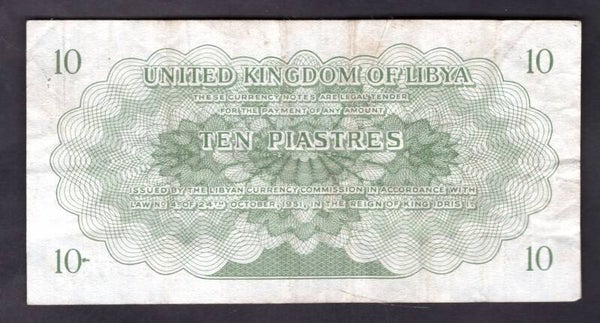 10 10
UNITED KINGDOM OF LIBYA
THESE CURRENCY NOTES ARE LEGAL TENDER
FOR THE PAYMENT OF ANY AMOUNT
TEN PIASTRES
ISSUED BY THE LIBYAN CURRENCY COMMISSION IN ACCORDANCE WITH
LAW Nº 4 OF 24TH OCTOBER, 1951, IN THE REIGN OF KING IDRIS I.
10 10